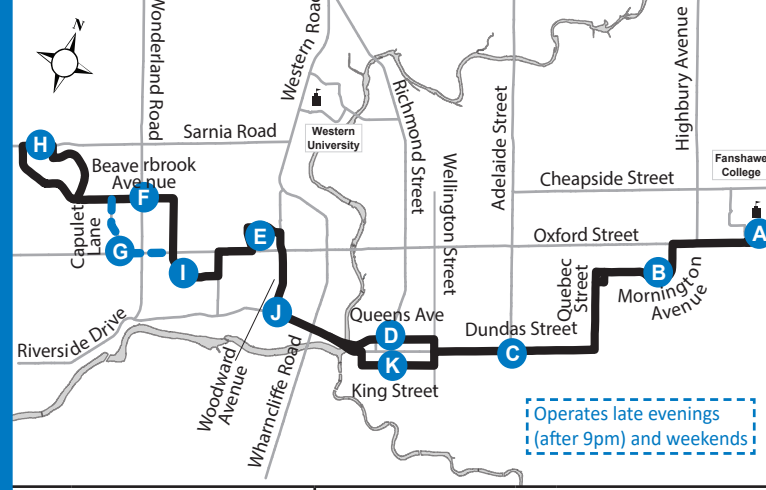 N
Wonderland Road
Western Road
Richmond Street
Wellington Street
Adelaide Street
Highbury Avenue
Sarnia Road
Western
University
Fanshawe
College
H
Beaverbrook
Avenue
F
Cheapside Street
Capulet
Lane
G
E
Oxford Street
A
I
B
Quebec
Street
Mornington
Avenue
J
Queens Ave
D
Dundas Street
C
K
King Street
Riverside Drive
Woodward
Avenue
Wharncliffe Road
Operates late evenings
(after 9pm) and weekends